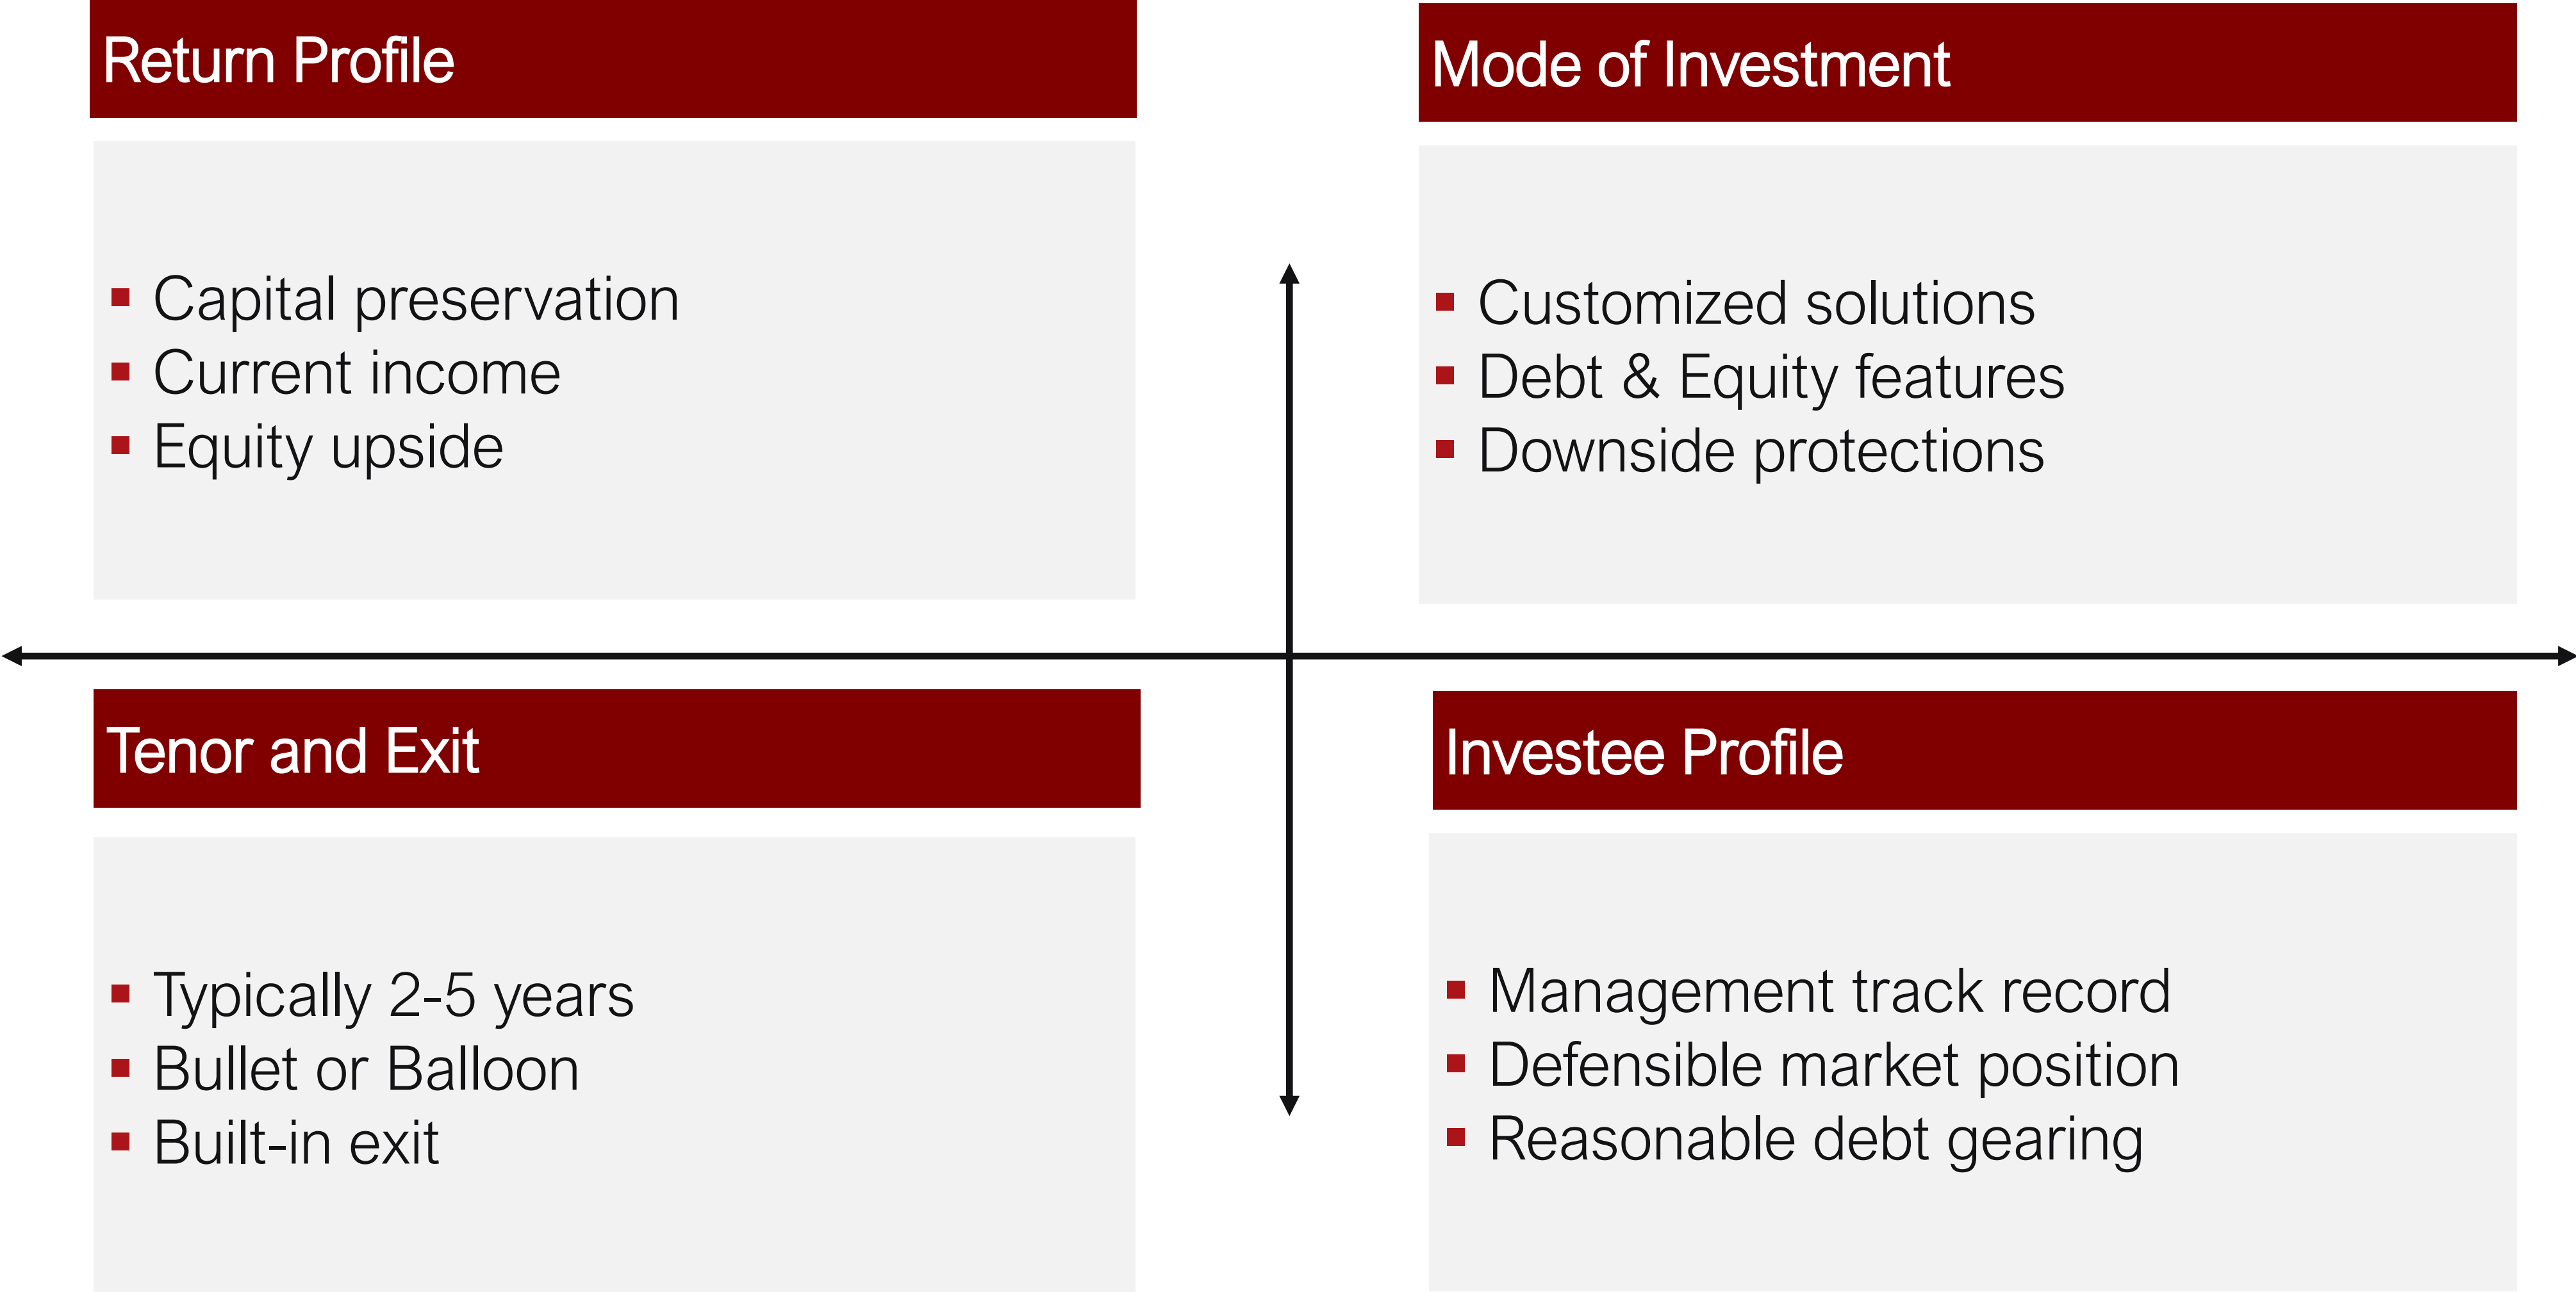 Return Profile
▪ Capital preservation
▪ Current income
▪ Equity upside
Mode of Investment
▪ Customized solutions
▪ Debt & Equity features
▪ Downside protections
Tenor and Exit
▪ Typically 2-5 years
▪ Bullet or Balloon
▪ Built-in exit
Investee Profile
▪ Management track record
▪ Defensible market position
▪ Reasonable debt gearing